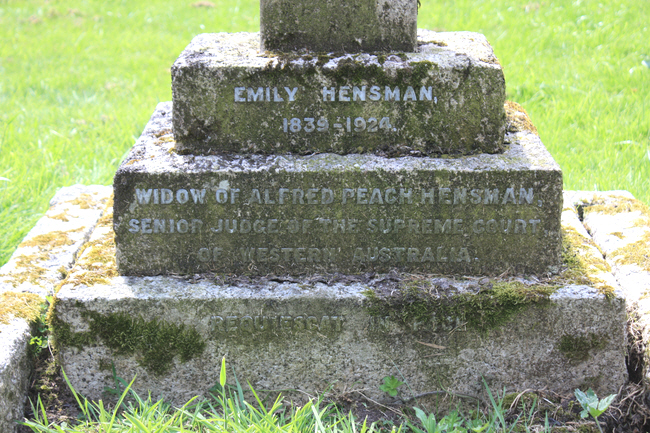 EMILY HENSMAN,
1839-1924.
WIDOW OF ALFRED PEACH HENSMAN,
SENIOR JUDGE OF THE SUPREME COURT
OF WESTERN AUSTRALIA.
REQUIESCAT IN